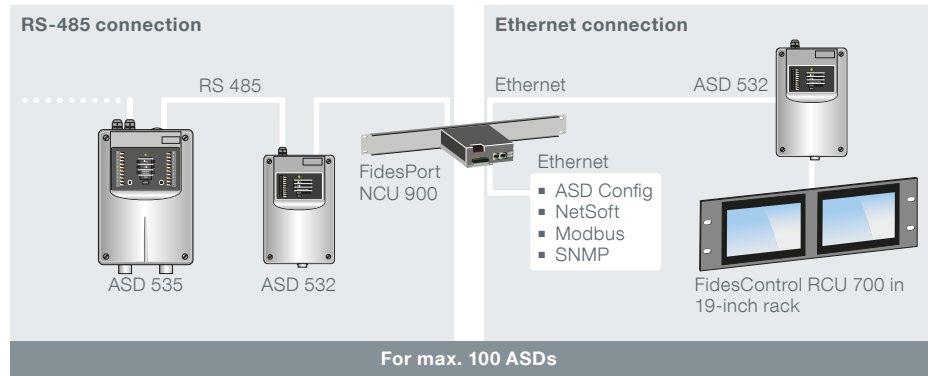 RS-485 connection
RS 485
ASD 535
ASD 532
FidesPort
NCU 900
Ethernet connection
Ethernet
ASD 532
Ethernet
▪ ASD Config
▪ NetSoft
▪ Modbus
▪ SNMP
FidesControl RCU 700 in
19-inch rack
For max. 100 ASDs